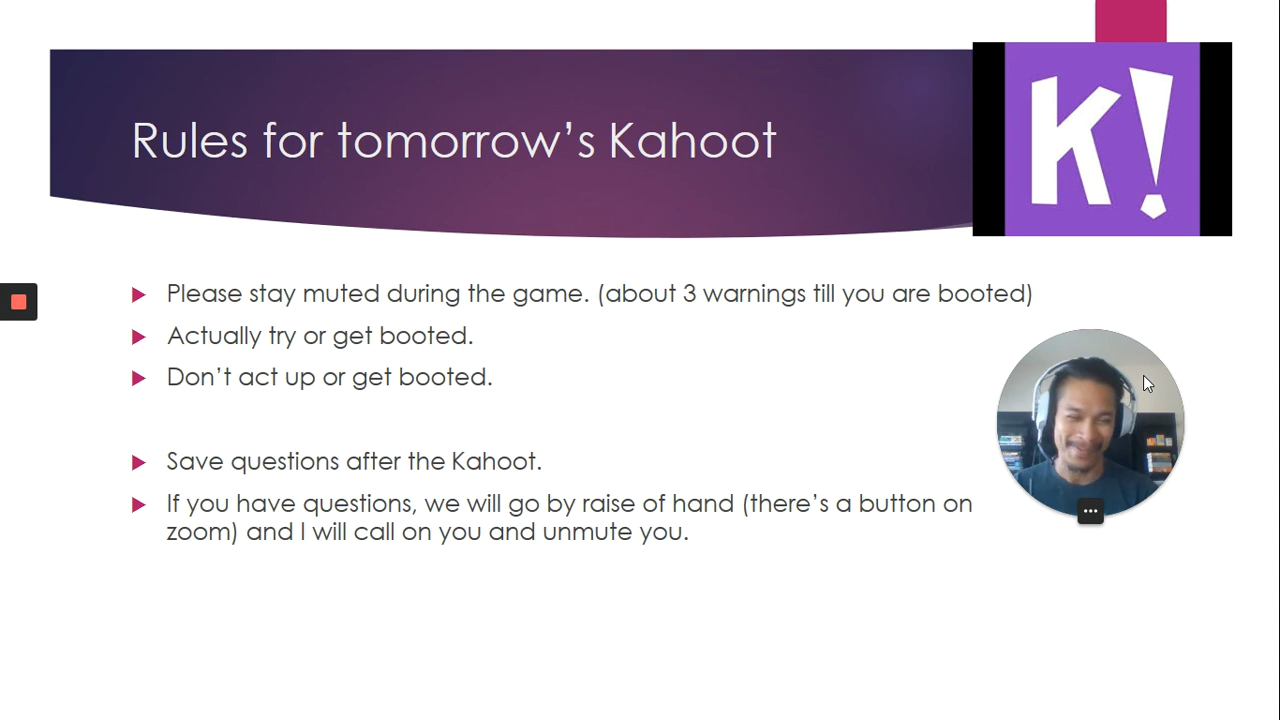 Rules for tomorrow’s Kahoot
K!
Please stay muted during the game. (about 3 warnings till you are booted)
Actually try or get booted.
Don’t act up or get booted.
Save questions after the Kahoot.
If you have questions, we will go by raise of hand (there’s a button on
zoom) and I will call on you and unmute you.